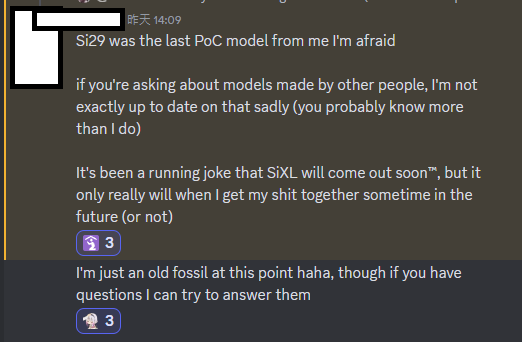 昨天 14:09
Si29 was the last PoC model from me I'm afraid
if you're asking about models made by other people, I'm not
exactly up to date on that sadly (you probably know more
than I do)
It's been a running joke that SiXL will come out soon™, but it
only really will when I get my shit together sometime in the
future (or not)
3
I'm just an old fossil at this point haha, though if you have
questions I can try to answer them
3